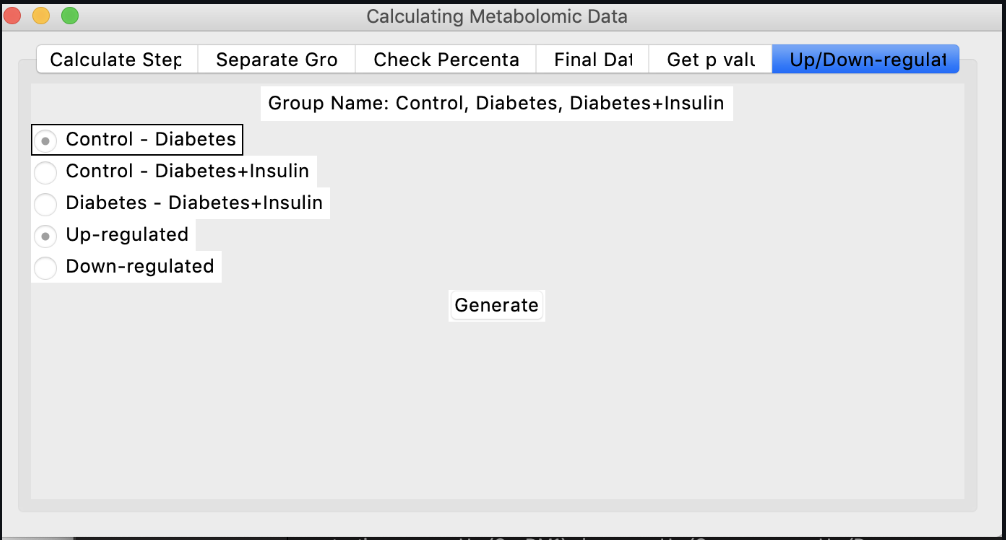 Calculating Metabolomic Data
Calculate Step Separate Gro Check Percenta Final Dat Get p valu Up/Down-regulat
Group Name: Control, Diabetes, Diabetes+Insulin
Control - Diabetes
Control - Diabetes+Insulin
Diabetes - Diabetes+Insulin
Up-regulated
Down-regulated
Generate